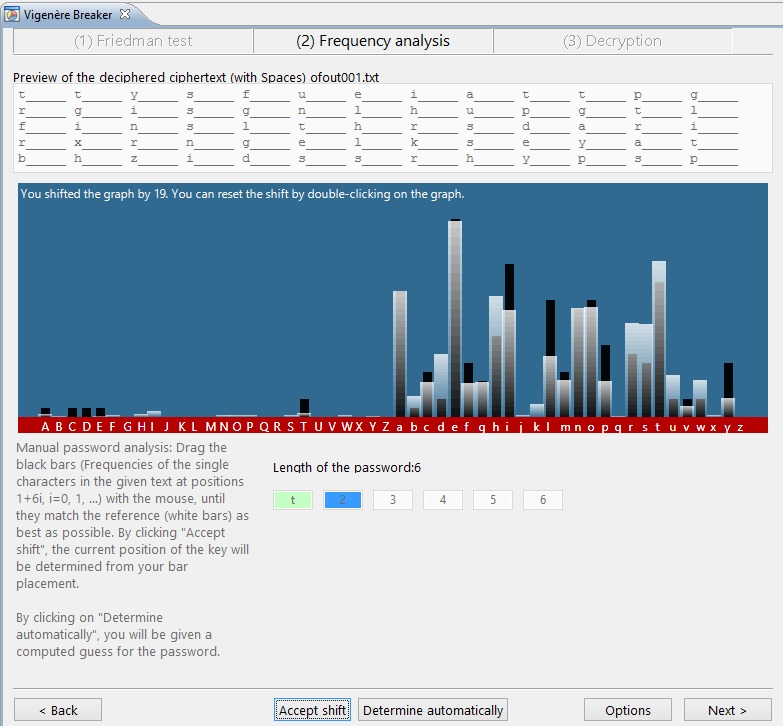 Vigenère Breaker
(1) Friedman test (2) Frequency analysis (3) Decryption
Preview of the deciphered ciphertext (with Spaces) ofout001.txt
t_____ t_____ y_____ s_____ f_____ u_____ e_____ i_____ a_____ t_____ t_____ p_____ g_____
r_____ g_____ i_____ s_____ g_____ n_____ l_____ h_____ u_____ p_____ g_____ t_____ l_____
f_____ i_____ n_____ s_____ l_____ t_____ h_____ r_____ s_____ d_____ a_____ r_____ i_____
r_____ x_____ r_____ n_____ g_____ e_____ l_____ k_____ s_____ e_____ y_____ a_____ t_____
b_____ h_____ z_____ i_____ d_____ s_____ s_____ r_____ h_____ y_____ p_____ s_____ p_____
You shifted the graph by 19. You can reset the shift by double-clicking on the graph.
A B C D E F G H I J K L M N O P Q R S T U V W X Y Z a b c d e f g h i j k l m n o p q r s t u v w x y z
Manual password analysis: Drag the
black bars (Frequencies of the single
characters in the given text at positions
1+6i, i=0, 1, ...) with the mouse, until
they match the reference (white bars) as
best as possible. By clicking "Accept
shift", the current position of the key will
be determined from your bar
placement.
By clicking on "Determine
automatically", you will be given a
computed guess for the password.
Length of the password:6
t 2 3 4 5 6
< Back Accept shift Determine automatically Options Next >